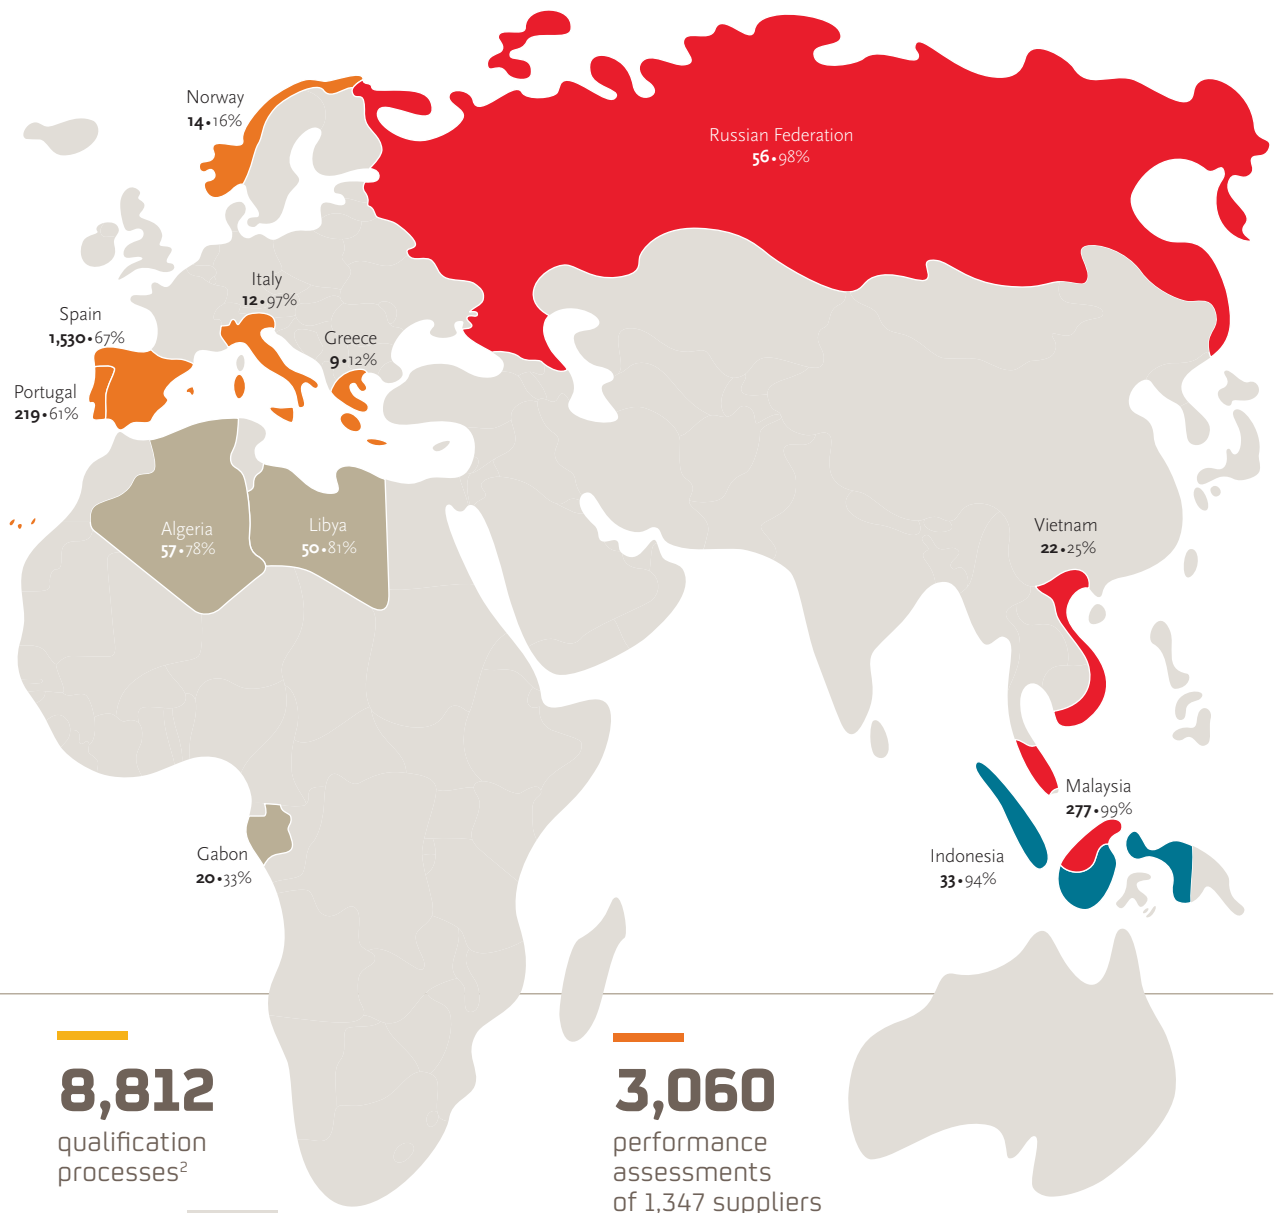 Norway
14•16%
Russian Federation
56•98%
Italy
12•97%
Spain
1,530•67%
Greece
9•12%
Portugal
219•61%
Algeria
57•78%
Libya
50•81%
Vietnam
22•25%
Malaysia
277•99%
Gabon
20•33%
Indonesia
33•94%
8,812
qualification
processes²
3,060
performance
assessments
of 1,347 suppliers